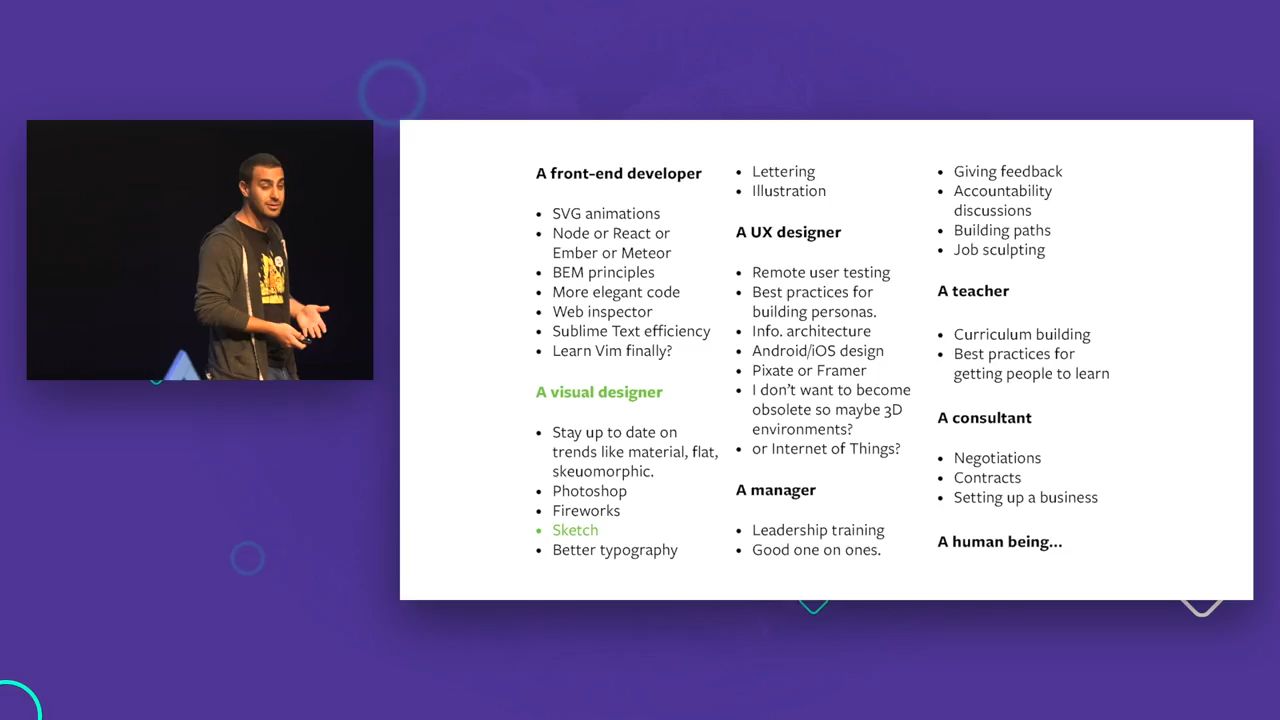 A front-end developer
• SVG animations
• Node or React or
Ember or Meteor
• BEM principles
• More elegant code
• Web inspector
• Sublime Text efficiency
• Learn Vim finally?
A visual designer
• Stay up to date on
trends like material, flat,
skeuomorphic.
• Photoshop
• Fireworks
• Sketch
• Better typography
• Lettering
• Illustration
A UX designer
• Remote user testing
• Best practices for
building personas.
• Info. architecture
• Android/iOS design
• Pixate or Framer
• I don't want to become
obsolete so maybe 3D
environments?
• or Internet of Things?
A manager
• Leadership training
• Good one on ones.
• Giving feedback
• Accountability
discussions
• Building paths
• Job sculpting
A teacher
• Curriculum building
• Best practices for
getting people to learn
A consultant
• Negotiations
• Contracts
• Setting up a business
A human being...